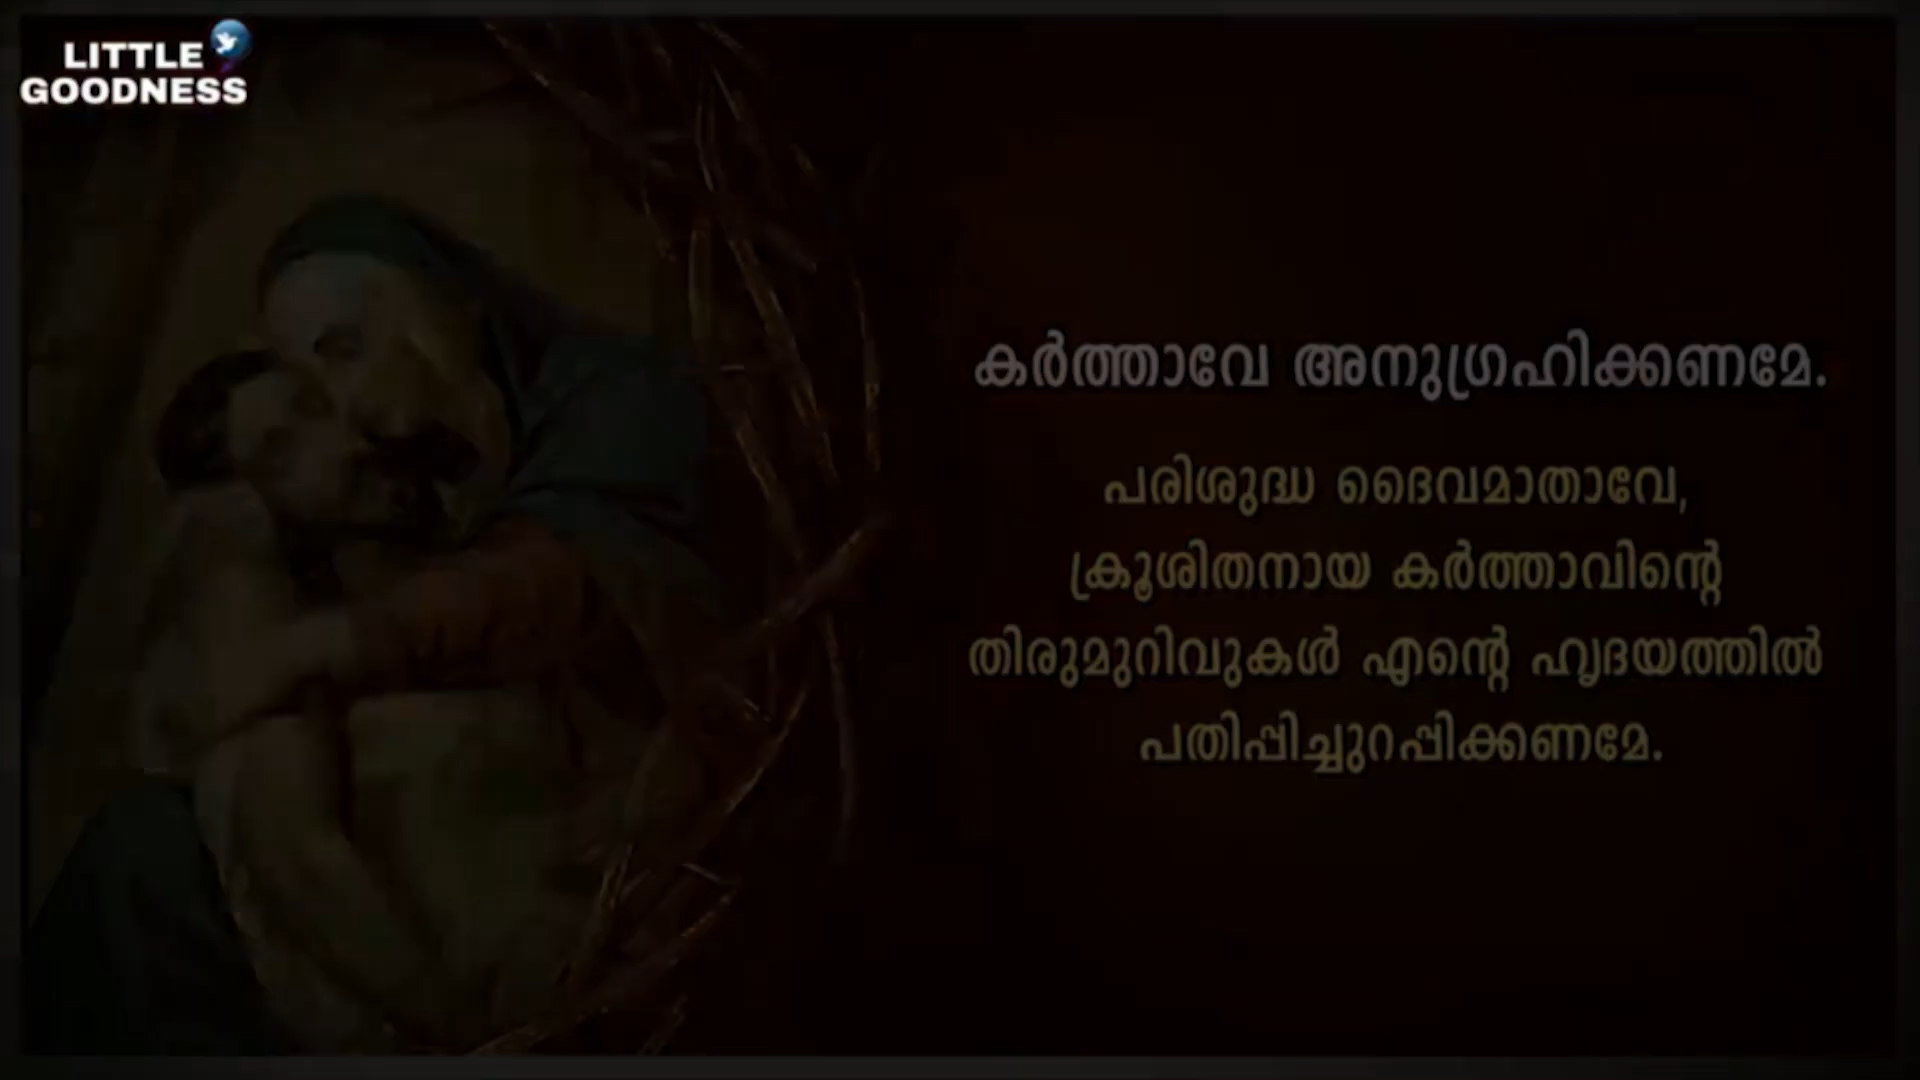 LITTLE
GOODNESS
കർത്താവേ അനുഗ്രഹിക്കണമേ.
പരിശുദ്ധ ദൈവമാതാവേ,
ക്രൂശിതനായ കർത്താവിന്റെ
തിരുമുറിവുകൾ എന്റെ ഹൃദയത്തിൽ
പതിപ്പിച്ചുറപ്പിക്കണമേ.